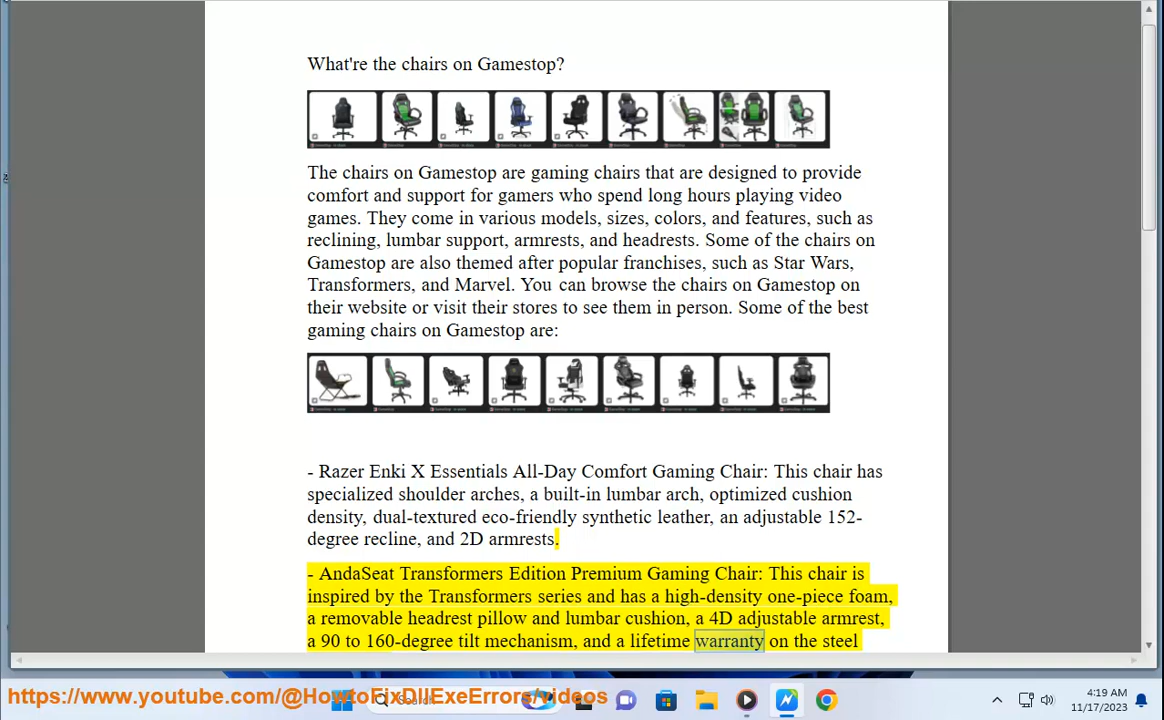 What're the chairs on Gamestop?
The chairs on Gamestop are gaming chairs that are designed to provide
comfort and support for gamers who spend long hours playing video
games. They come in various models, sizes, colors, and features, such as
reclining, lumbar support, armrests, and headrests. Some of the chairs on
Gamestop are also themed after popular franchises, such as Star Wars,
Transformers, and Marvel. You can browse the chairs on Gamestop on
their website or visit their stores to see them in person. Some of the best
gaming chairs on Gamestop are:
- Razer Enki X Essentials All-Day Comfort Gaming Chair: This chair has
specialized shoulder arches, a built-in lumbar arch, optimized cushion
density, dual-textured eco-friendly synthetic leather, an adjustable 152-
degree recline, and 2D armrests.
- AndaSeat Transformers Edition Premium Gaming Chair: This chair is
inspired by the Transformers series and has a high-density one-piece foam,
a removable headrest pillow and lumbar cushion, a 4D adjustable armrest,
a 90 to 160-degree tilt mechanism, and a lifetime warranty on the steel
https://www.youtube.com/@HowtoFixDllExeErrors/videos
Search
4:19 AM
11/17/2023